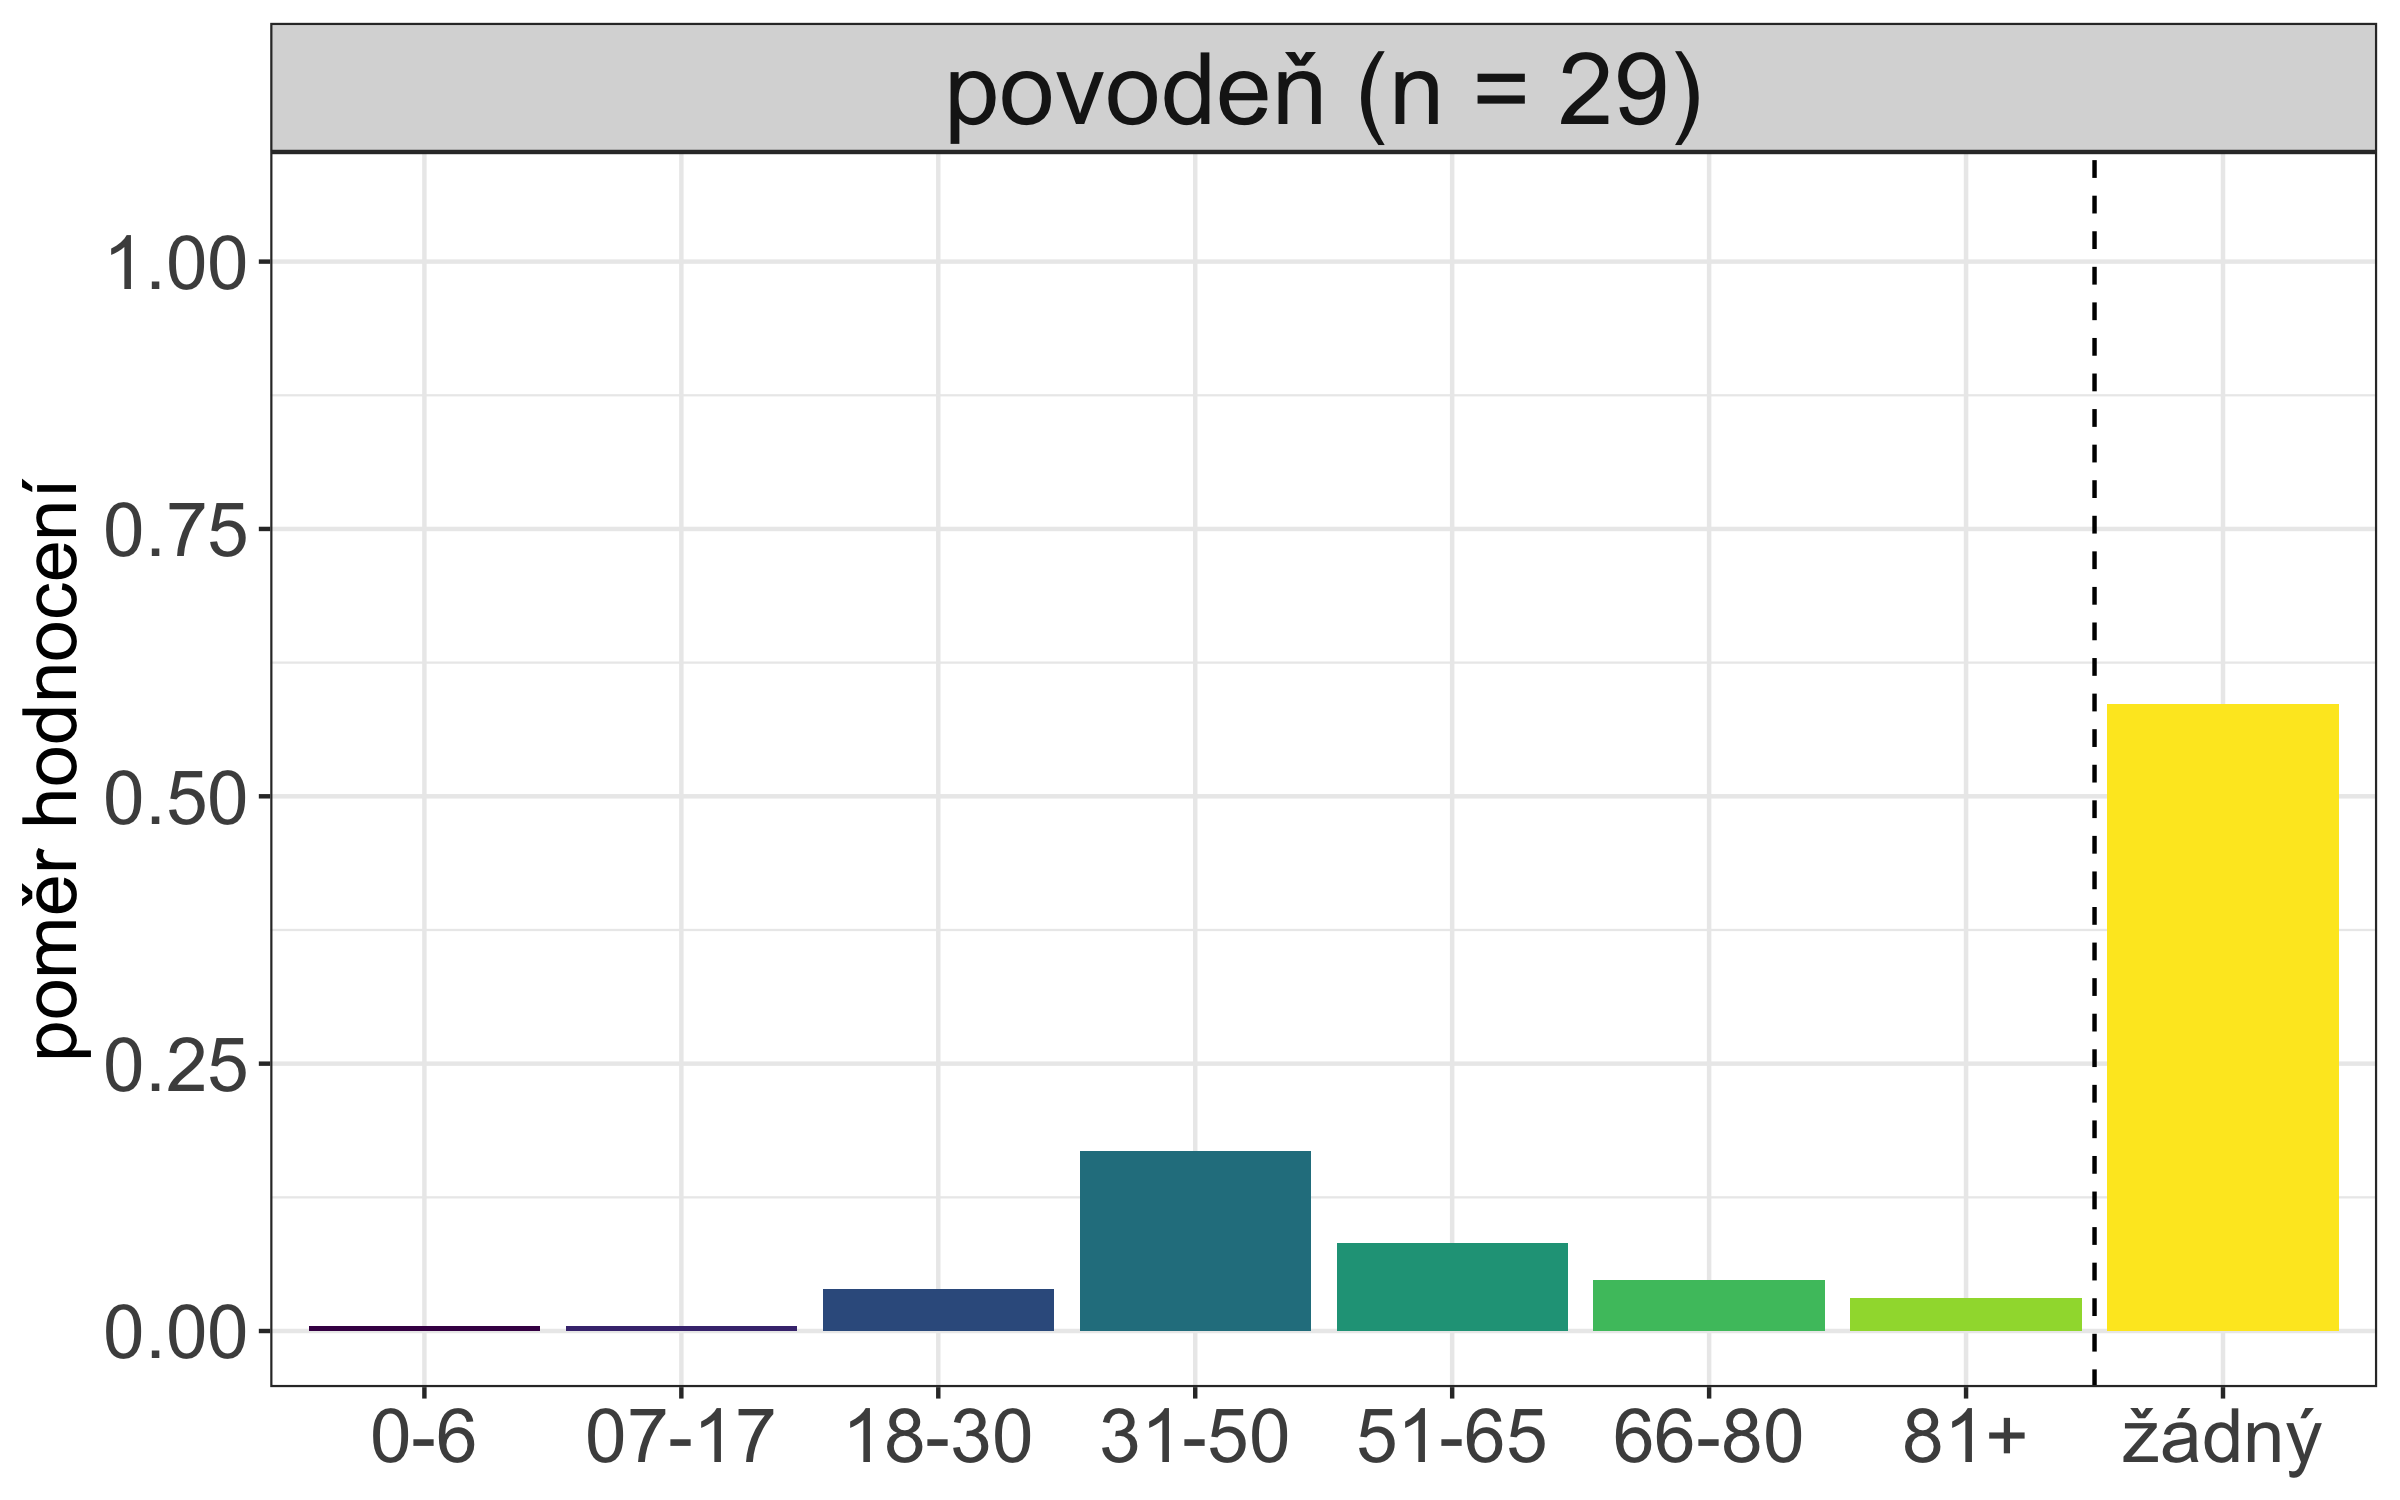 povodeň (n = 29)
poměr hodnocení
1.00
0.75
0.50
0.25
0.00
0-6 07-17 18-30 31-50 51-65 66-80 81+ žádný